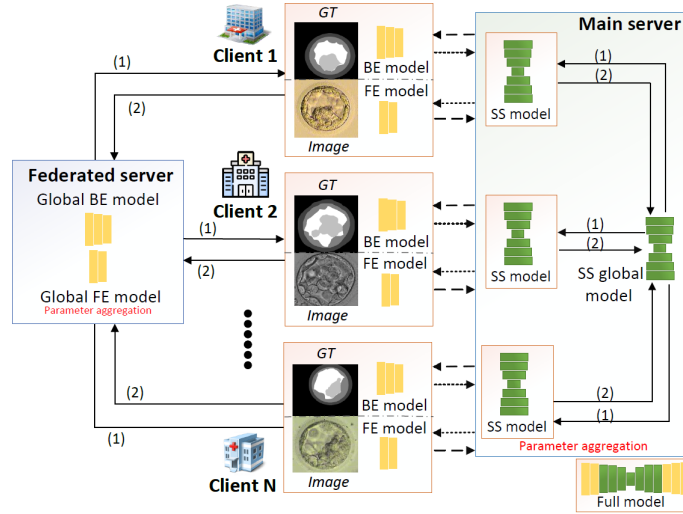 Main server
GT
Client 1
(1)
(2)
BE model
FE model
Image
SS model
(1)
(2)
Federated server
Global BE model
Global FE model
Parameter aggregation
Client 2
(1)
(2)
GT
BE model
FE model
Image
SS model
(1)
(2)
SS global
model
GT
(2)
(1)
BE model
FE model
Image
Client N
SS model
(2)
(1)
Parameter aggregation
Full model